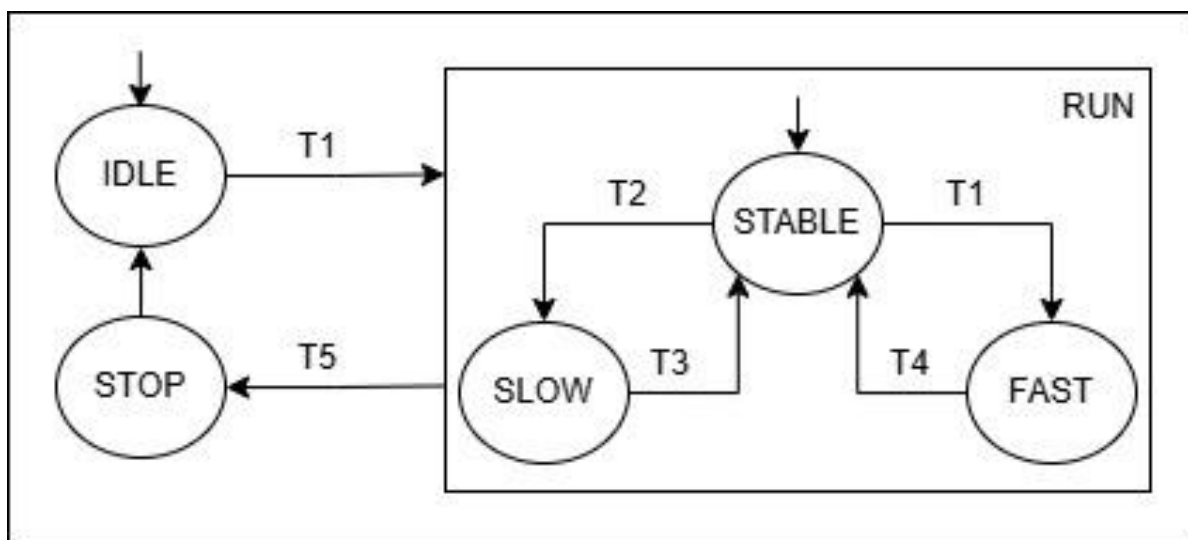 RUN
IDLE
T1
T2
STABLE
T1
STOP
T5
SLOW
T3
T4
FAST